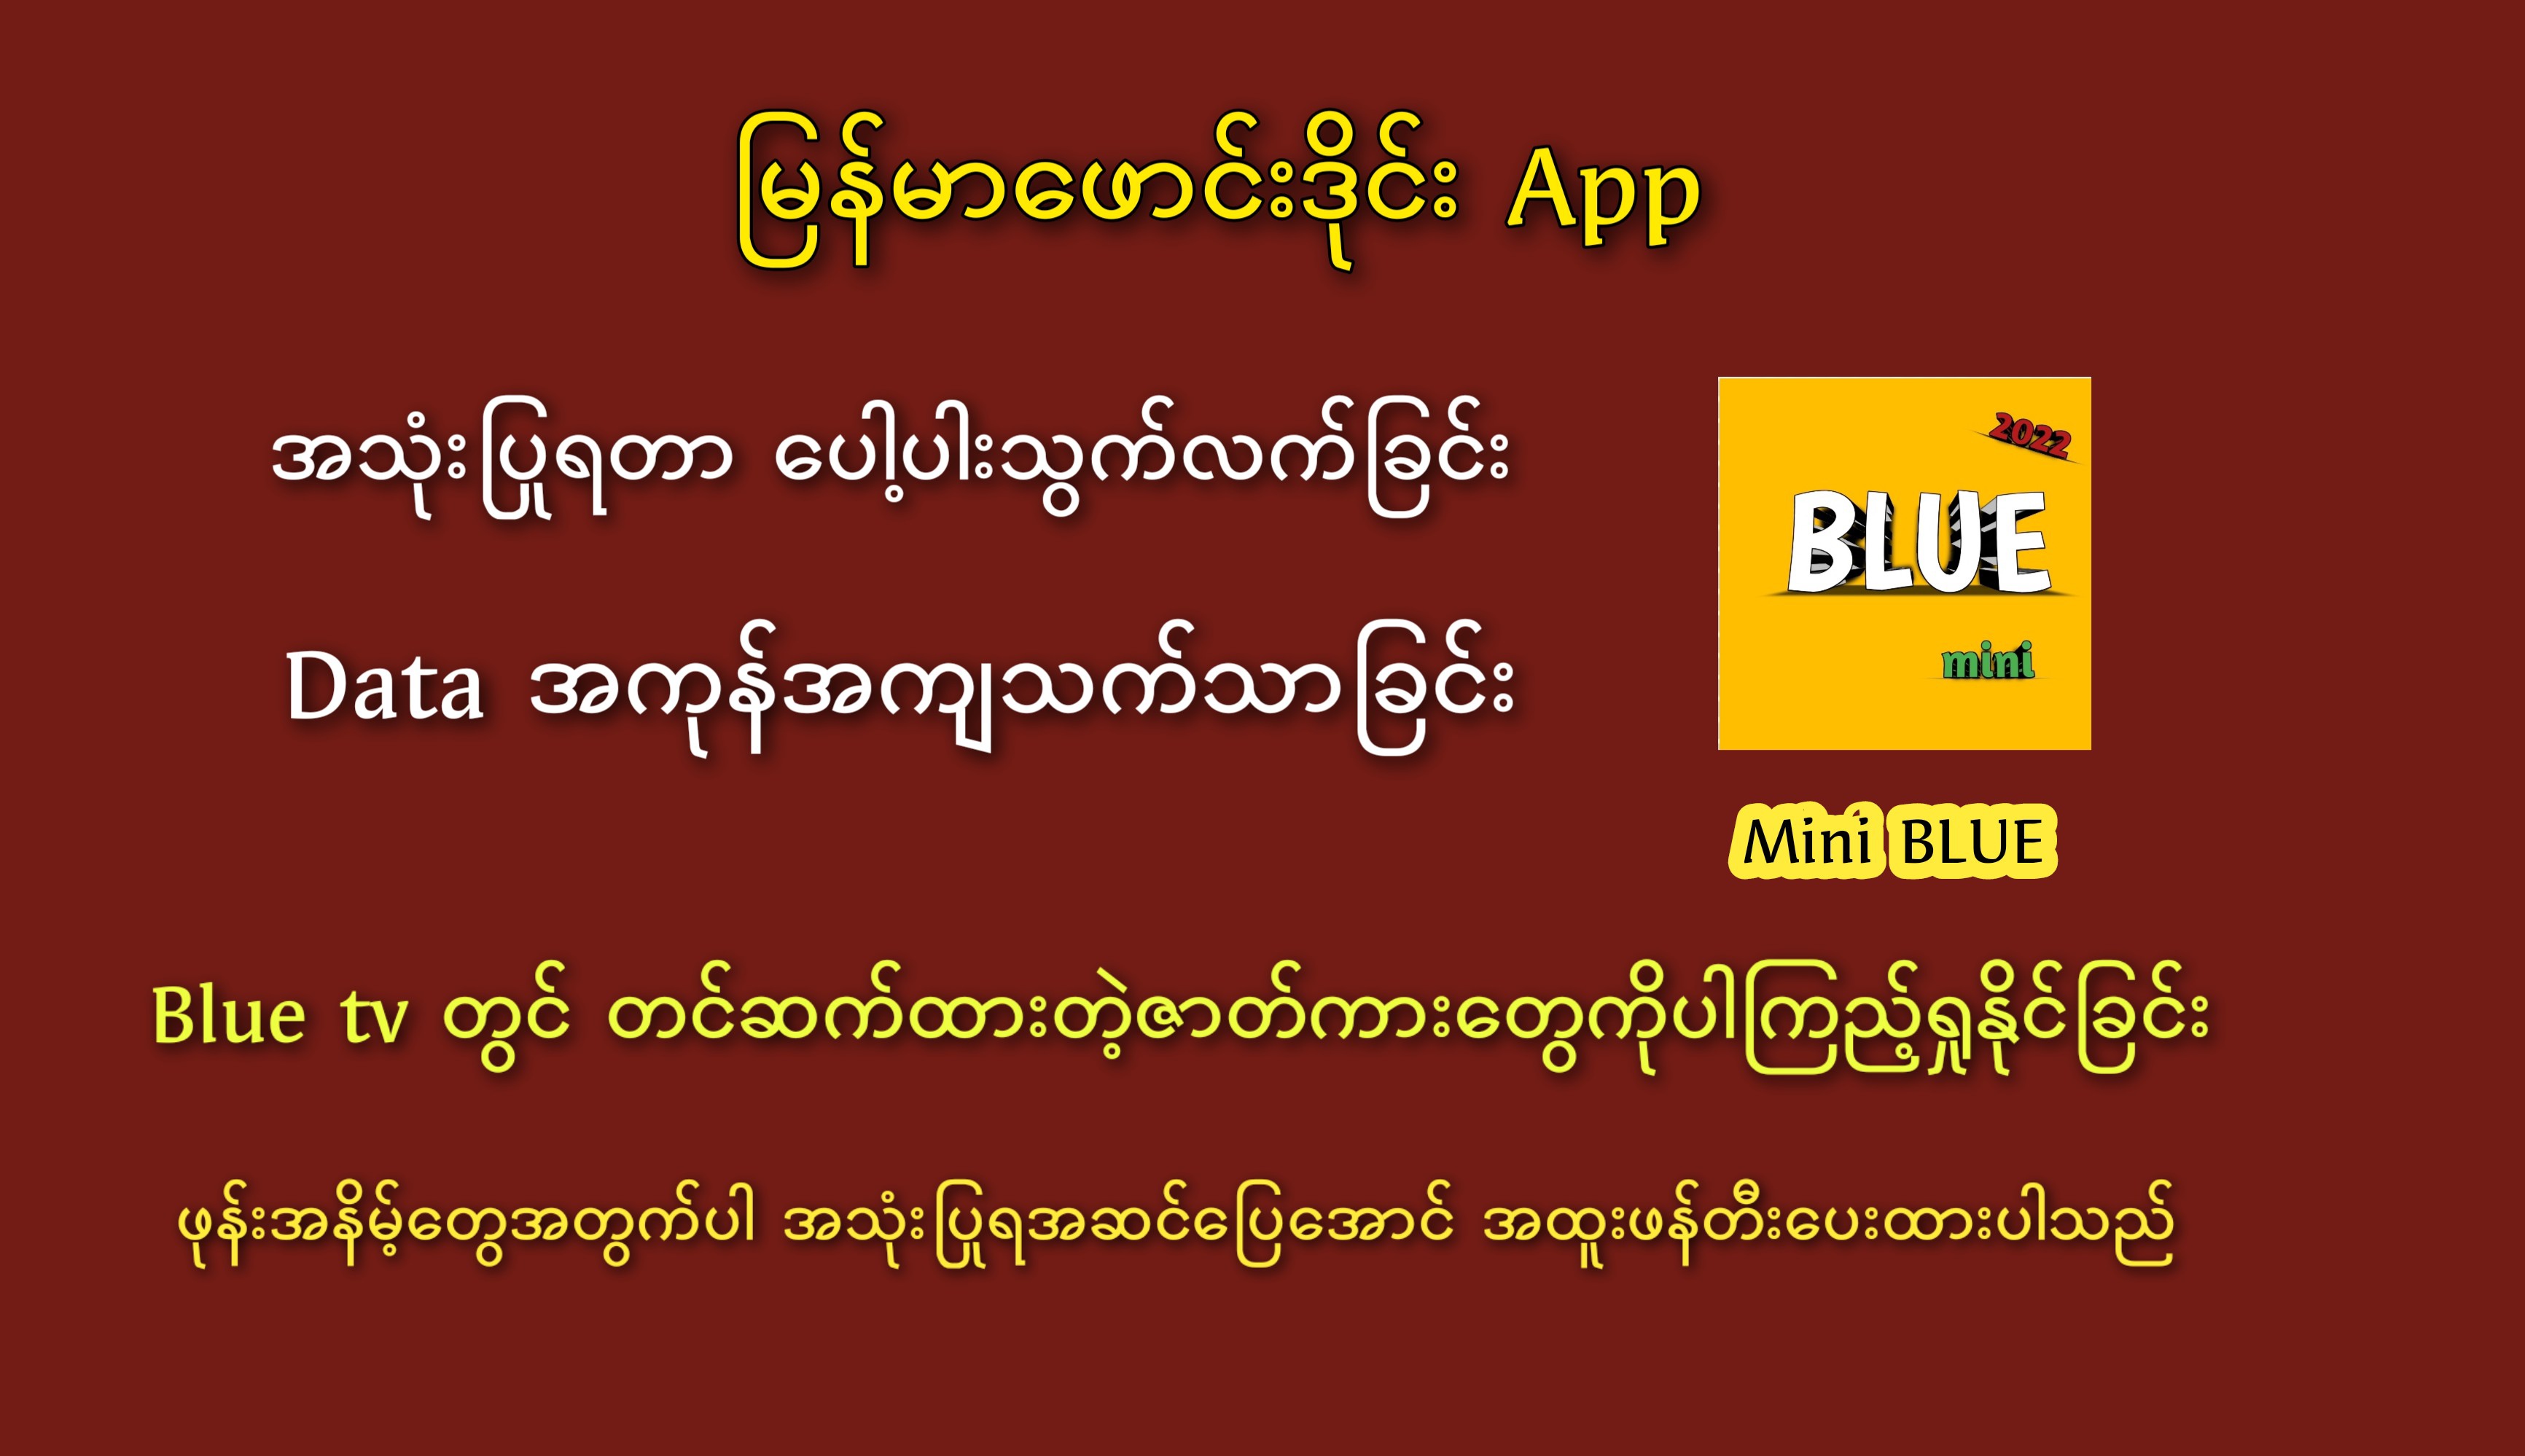 မြန်မာဖောင်းဒိုင်း App
အသုံးပြုရတာ ပေါ့ပါးသွက်လက်ခြင်း
2022
BLUE
mini
Data အကုန်အကျသက်သာခြင်း
Mini BLUE
Blue tv တွင် တင်ဆက်ထားတဲ့ဇာတ်ကားတွေကိုပါကြည့်ရှုနိုင်ခြင်း
ဖုန်းအနိမ့်တွေအတွက်ပါ အသုံးပြုရအဆင်ပြေအောင် အထူးဖန်တီးပေးထားပါသည်